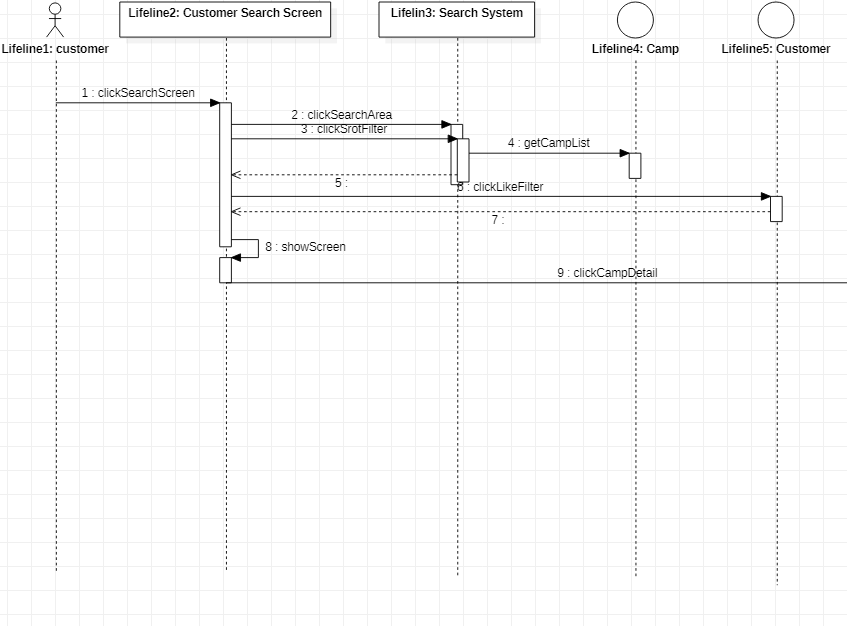 Lifeline1: customer
Lifeline2: Customer Search Screen
Lifelin3: Search System
Lifeline4: Camp
Lifeline5: Customer
1 : clickSearchScreen
2 : clickSearchArea
3 : clickSrotFilter
4 : getCampList
5 :
6 : clickLikeFilter
7 :
8 : showScreen
9 : clickCampDetail